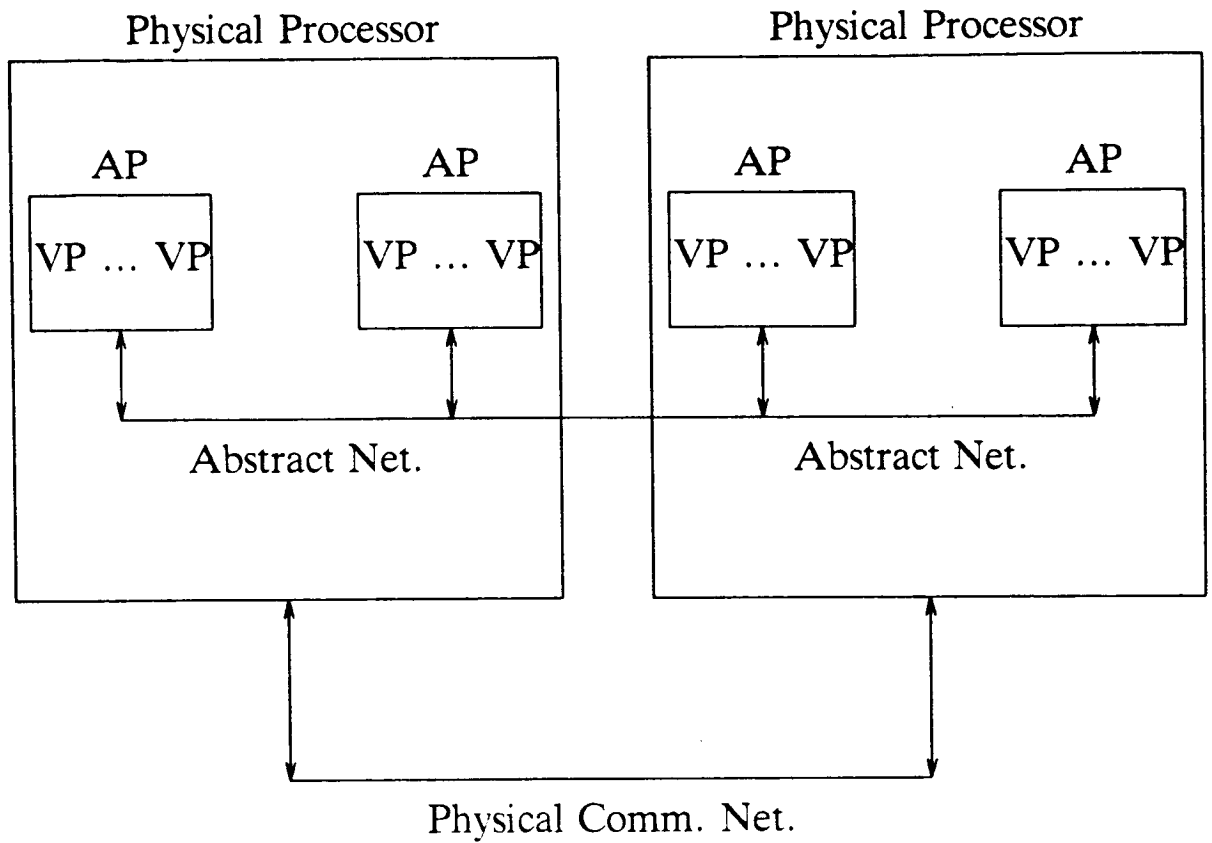 Physical Processor
Physical Processor
AP
AP
AP
AP
VP ... VP
VP ... VP
VP ... VP
VP ... VP
Abstract Net.
Abstract Net.
Physical Comm. Net.